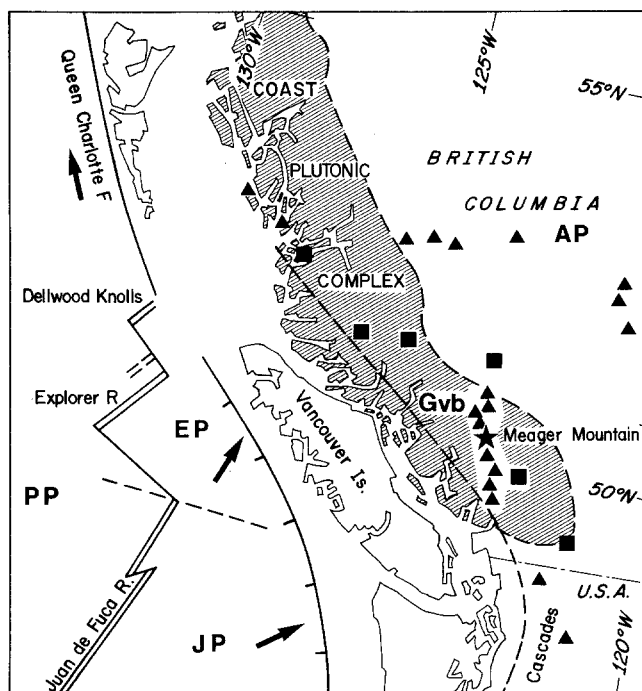 130°W
125°W
55°N
COAST
Queen Charlotte F
BRITISH
PLUTONIC
COLUMBIA
AP
COMPLEX
Dellwood Knolls
Explorer R
Gvb
Vancouver Is.
EP
Meager Mountain
PP
50°N
U.S.A.
JP
Juan de Fuca R.
Cascades
120°W